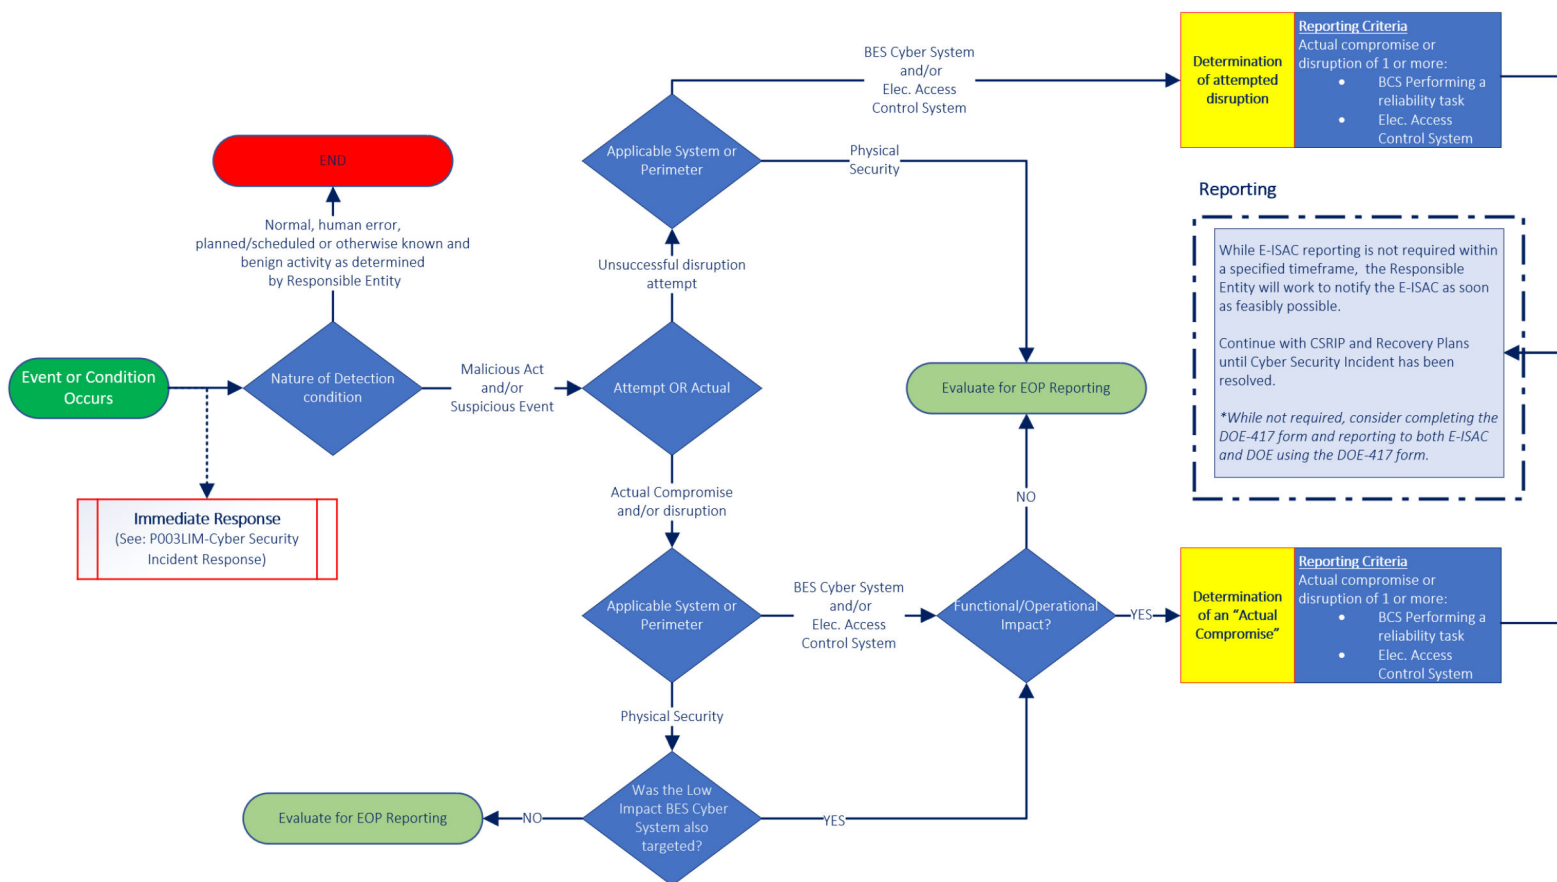 BES Cyber System
and/or
Elec. Access
Control System
Determination
of attempted
disruption
Reporting Criteria
Actual compromise or
disruption of 1 or more:
• BCS Performing a
reliability task
• Elec. Access
Control System
END
Applicable System or
Perimeter
Physical
Security
Reporting
Normal, human error,
planned/scheduled or otherwise known and
benign activity as determined
by Responsible Entity
Unsuccessful disruption
attempt
While E-ISAC reporting is not required within
a specified timeframe, the Responsible
Entity will work to notify the E-ISAC as soon
as feasibly possible.
Continue with CSRIP and Recovery Plans
until Cyber Security Incident has been
resolved.
*While not required, consider completing the
DOE-417 form and reporting to both E-ISAC
and DOE using the DOE-417 form.
Event or Condition
Occurs
Nature of Detection
condition
Malicious Act
and/or
Suspicious Event
Attempt OR Actual
Evaluate for EOP Reporting
Immediate Response
(See: P003LIM-Cyber Security
Incident Response)
Actual Compromise
and/or disruption
NO
Applicable System or
Perimeter
BES Cyber System
and/or
Elec. Access
Control System
Functional/Operational
Impact?
YES
Determination
of an "Actual
Compromise"
Reporting Criteria
Actual compromise or
disruption of 1 or more:
• BCS Performing a
reliability task
• Elec. Access
Control System
Physical Security
Evaluate for EOP Reporting
NO
Was the Low
Impact BES Cyber
System also
targeted?
YES